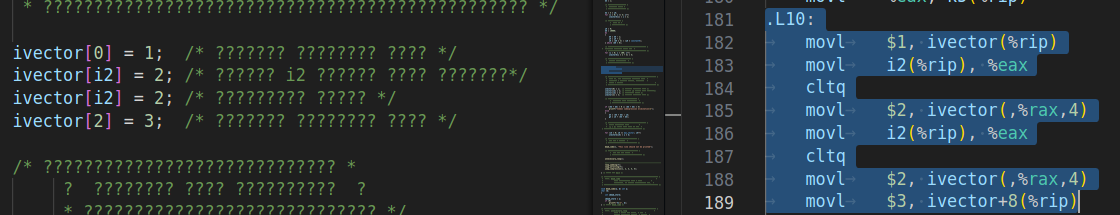 * ???????????????????????????????????????????????? */
ivector[0] = 1;  /* ??????? ???????? ???? */
ivector[i2] = 2; /* ?????? i2 ?????? ???? ???????*/
ivector[i2] = 2; /* ????????? ????? */
ivector[2] = 3;  /* ??????? ???????? ???? */
/* ????????????????????????????? *
?  ???????? ???? ??????????  ?
* ????????????????????????????? */
181 .L10:
182 movl $1, ivector(%rip)
183 movl i2(%rip), %eax
184 cltq
185 movl $2, ivector(,%rax,4)
186 movl i2(%rip), %eax
187 cltq
188 movl $2, ivector(,%rax,4)
189 movl $3, ivector+8(%rip)